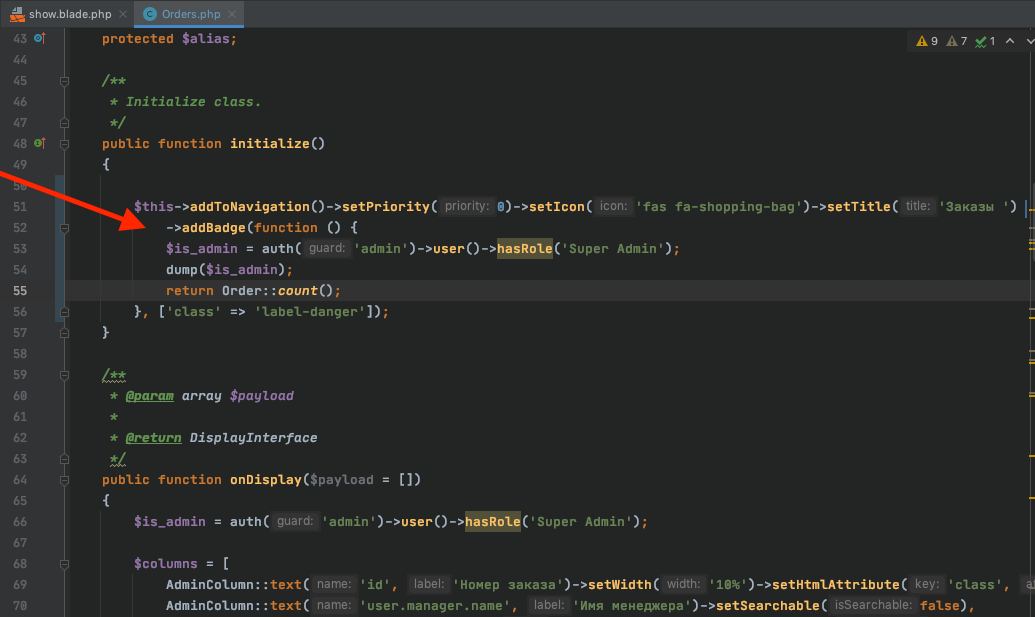 show.blade.php Orders.php
43 protected $alias; 9 7 1
44
45 /**
46 * Initialize class.
47 */
48 public function initialize()
49 {
50
51 $this->addToNavigation()->setPriority( priority: 0)->setIcon( icon: 'fas fa-shopping-bag')->setTitle( title: 'Заказы ')
52 ->addBadge(function () {
53 $is_admin = auth( guard: 'admin')->user()->hasRole('Super Admin');
54 dump($is_admin);
55 return Order::count();
56 }, ['class' => 'label-danger']);
57 }
58
59 /**
60 * @param array $payload
61 *
62 * @return DisplayInterface
63 */
64 public function onDisplay($payload = [])
65 {
66 $is_admin = auth( guard: 'admin')->user()->hasRole('Super Admin');
67
68 $columns = [
69 AdminColumn::text( name: 'id', label: 'Номер заказа')->setWidth( width: '10%')->setHtmlAttribute( key: 'class',
70 AdminColumn::text( name: 'user.manager.name', label: 'Имя менеджера')->setSearchable( isSearchable: false),